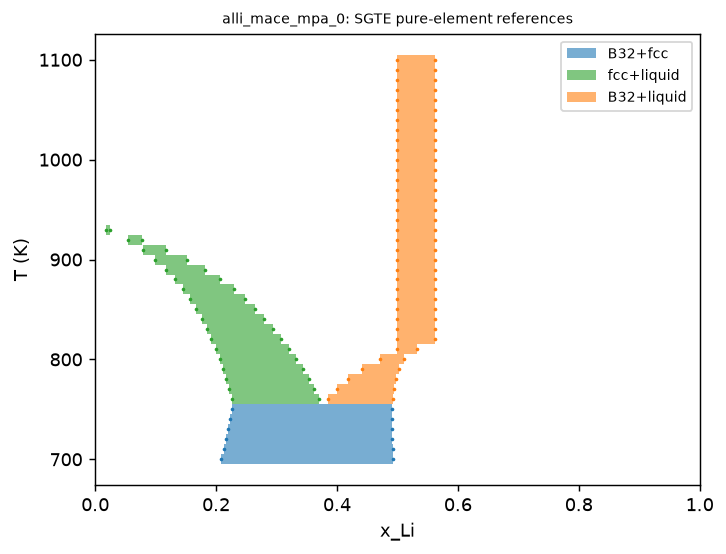 alli_mace_mpa_0: SGTE pure-element references
B32+fcc
fcc+liquid
B32+liquid
T (K)
1100
1000
900
800
700
0.0 0.2 0.4 0.6 0.8 1.0
x_Li